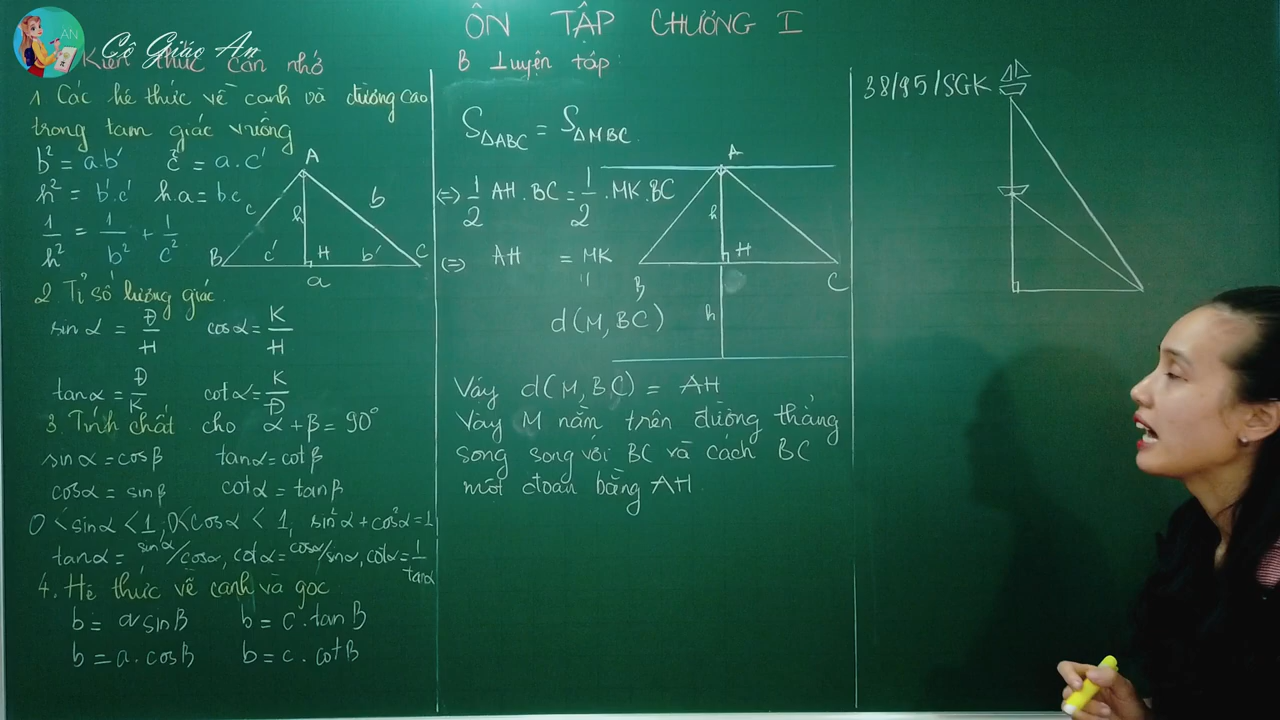 ÔN TẬP CHƯƠNG I
AN
Cô Giáo An
Kiến thức cần nhớ
1 Các hệ thức về cạnh và đường cao
trong tam giác vuông
b² = a.b' c² = a.c'
h² = b'.c' h.a = b.c
1/h² = 1/b² + 1/c²
A
c h b
B c' H b' C
a
2 Tỉ số lượng giác
sin α = Đ/H cos α = K/H
tan α = Đ/K cot α = K/Đ
3 Tính chất cho α + β = 90°
sin α = cos β tan α = cot β
cos α = sin β cot α = tan β
0 < sin α < 1, 0 < cos α < 1, sin²α + cos²α = 1
tan α = sin α/cos α, cot α = cos α/sin α, cot α = 1/tan α
4. Hệ thức về cạnh và góc
b = a sin B b = c. tan B
b = a. cos B b = c. cot B
B Luyện tập:
S△ABC = S△MBC
(=) 1/2 AH. BC = 1/2 . MK. BC
(=) AH = MK
"
d(M, BC)
A
h
B H C
h
Vậy d(M, BC) = AH
Vậy M nằm trên đường thẳng
song song với BC và cách BC
một đoạn bằng AH
38/95/SGK